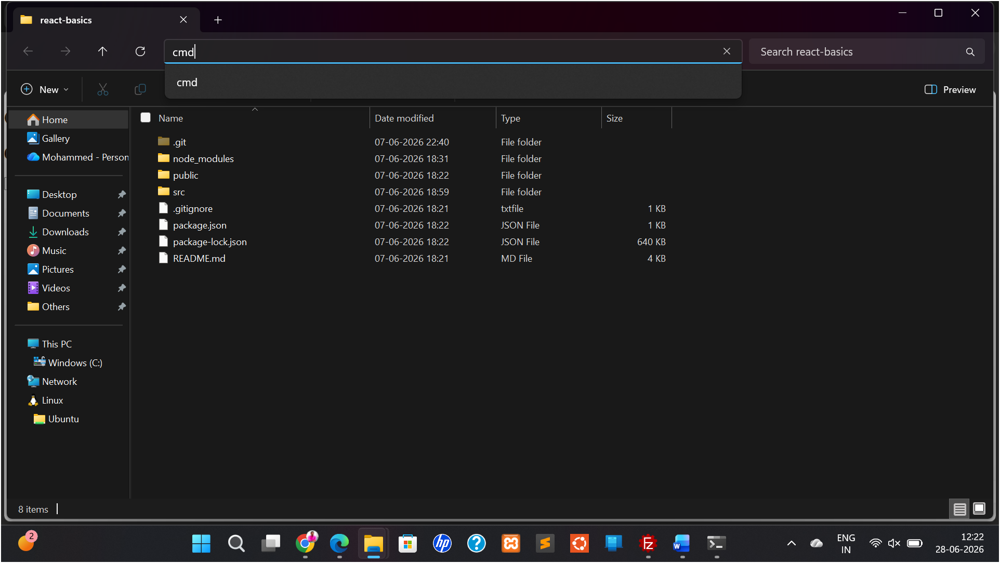 react-basics
cmd
Search react-basics
cmd
New
Preview
Name Date modified Type Size
Home
Gallery
Mohammed - Person
Desktop
Documents
Downloads
Music
Pictures
Videos
Others
This PC
Windows (C:)
Network
Linux
Ubuntu
.git 07-06-2026 22:40 File folder
node_modules 07-06-2026 18:31 File folder
public 07-06-2026 18:22 File folder
src 07-06-2026 18:59 File folder
.gitignore 07-06-2026 18:21 txtfile 1 KB
package.json 07-06-2026 18:22 JSON File 1 KB
package-lock.json 07-06-2026 18:22 JSON File 640 KB
README.md 07-06-2026 18:21 MD File 4 KB
8 items
2
hp
?
Fz
W
ENG
IN
12:22
28-06-2026